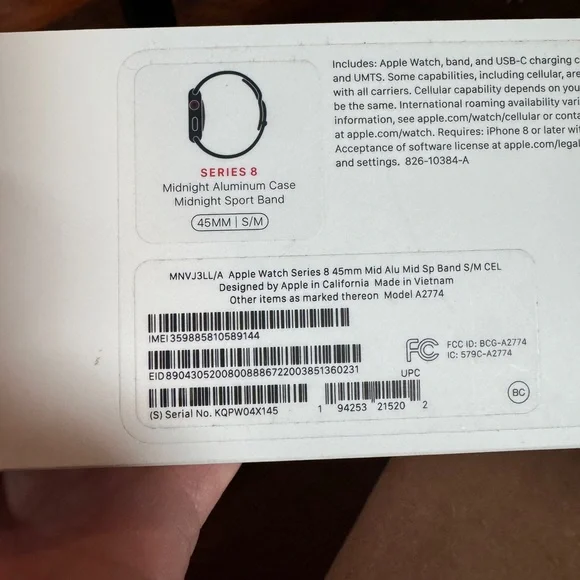 SERIES 8
Midnight Aluminum Case
Midnight Sport Band
45MM | S/M
Includes: Apple Watch, band, and USB-C charging c
and UMTS. Some capabilities, including cellular, are
with all carriers. Cellular capability depends on you
be the same. International roaming availability vari
information, see apple.com/watch/cellular or conta
at apple.com/watch. Requires: iPhone 8 or later wit
Acceptance of software license at apple.com/legal
and settings. 826-10384-A
MNVJ3LL/A Apple Watch Series 8 45mm Mid Alu Mid Sp Band S/M CEL
Designed by Apple in California Made in Vietnam
Other items as marked thereon Model A2774
IMEI 359885810589144
EID 89043052008008886722003851360231
(S) Serial No. KQPW04X145
FC
FCC ID: BCG-A2774
IC: 579C-A2774
UPC
1 94253 21520 2
BC